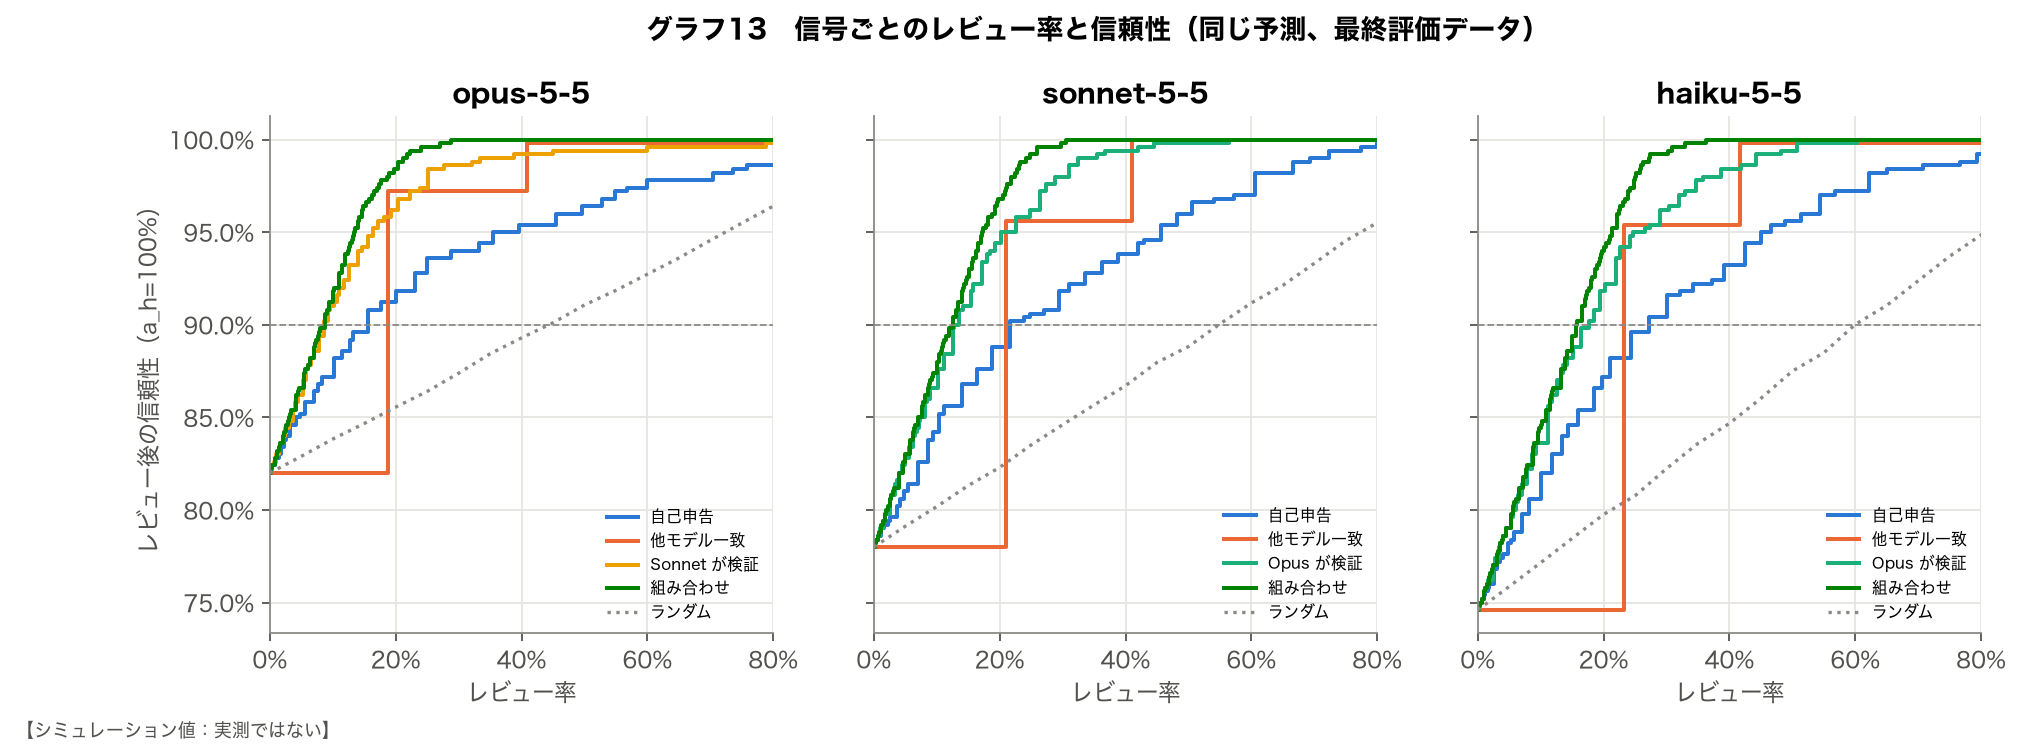 グラフ13　信号ごとのレビュー率と信頼性（同じ予測、最終評価データ）
opus-5-5
sonnet-5-5
haiku-5-5
レビュー後の信頼性（a_h=100%）
100.0%
95.0%
90.0%
85.0%
80.0%
75.0%
自己申告
他モデル一致
Sonnet が検証
組み合わせ
ランダム
自己申告
他モデル一致
Opus が検証
組み合わせ
ランダム
自己申告
他モデル一致
Opus が検証
組み合わせ
ランダム
0% 20% 40% 60% 80%
0% 20% 40% 60% 80%
0% 20% 40% 60% 80%
レビュー率
レビュー率
レビュー率
【シミュレーション値：実測ではない】